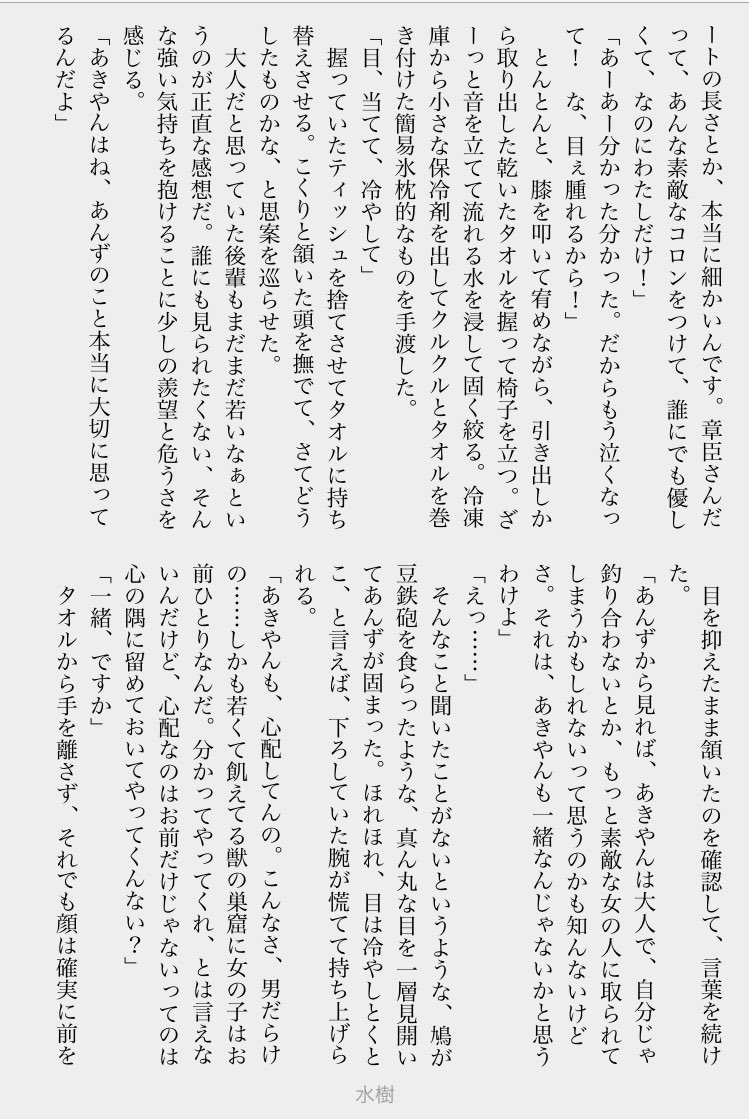 ートの長さとか、本当に細かいんです。章臣さんだ
って、あんな素敵なコロンをつけて、誰にでも優し
くて、なのにわたしだけ！」
「あーあー分かった分かった。だからもう泣くなっ
て！　な、目ぇ腫れるから！」
　とんとんと、膝を叩いて宥めながら、引き出しか
ら取り出した乾いたタオルを握って椅子を立つ。ざ
ーっと音を立てて流れる水を浸して固く絞る。冷凍
庫から小さな保冷剤を出してクルクルとタオルを巻
き付けた簡易氷枕的なものを手渡した。
「目、当てて、冷やして」
　握っていたティッシュを捨てさせてタオルに持ち
替えさせる。こくりと頷いた頭を撫でて、さてどう
したものかな、と思案を巡らせた。
　大人だと思っていた後輩もまだまだ若いなぁとい
うのが正直な感想だ。誰にも見られたくない、そん
な強い気持ちを抱けることに少しの羨望と危うさを
感じる。
「あきやんはね、あんずのこと本当に大切に思って
るんだよ」
　目を抑えたまま頷いたのを確認して、言葉を続け
た。
「あんずから見れば、あきやんは大人で、自分じゃ
釣り合わないとか、もっと素敵な女の人に取られて
しまうかもしれないって思うのかも知んないけど
さ。それは、あきやんも一緒なんじゃないかと思う
わけよ」
「えっ……」
　そんなこと聞いたことがないというような、鳩が
豆鉄砲を食らったような、真ん丸な目を一層見開い
てあんずが固まった。ほれほれ、目は冷やしとくと
こ、と言えば、下ろしていた腕が慌てて持ち上げら
れる。
「あきやんも、心配してんの。こんなさ、男だらけ
の……しかも若くて飢えてる獣の巣窟に女の子はお
前ひとりなんだ。分かってやってくれ、とは言えな
いんだけど、心配なのはお前だけじゃないってのは
心の隅に留めておいてやってくんない？」
「一緒、ですか」
　タオルから手を離さず、それでも顔は確実に前を
水樹